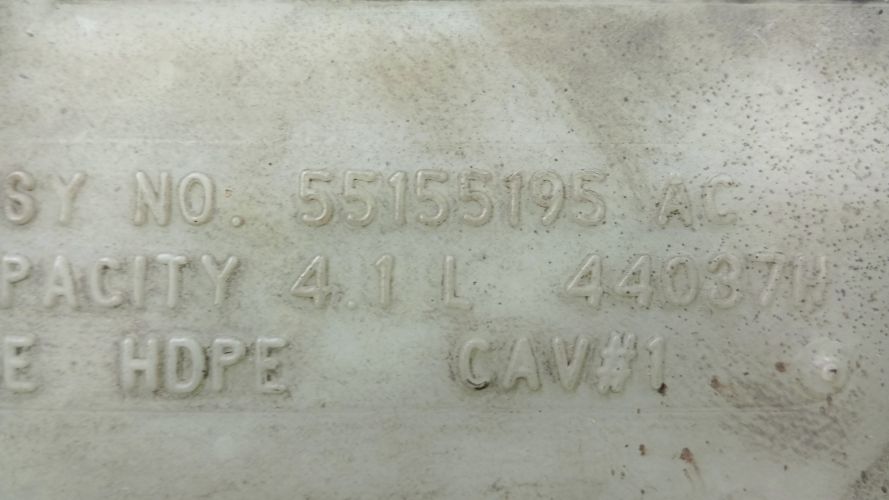 SY NO. 55155195 AC
PACITY 4.1 L 44037H
E HDPE CAV#1